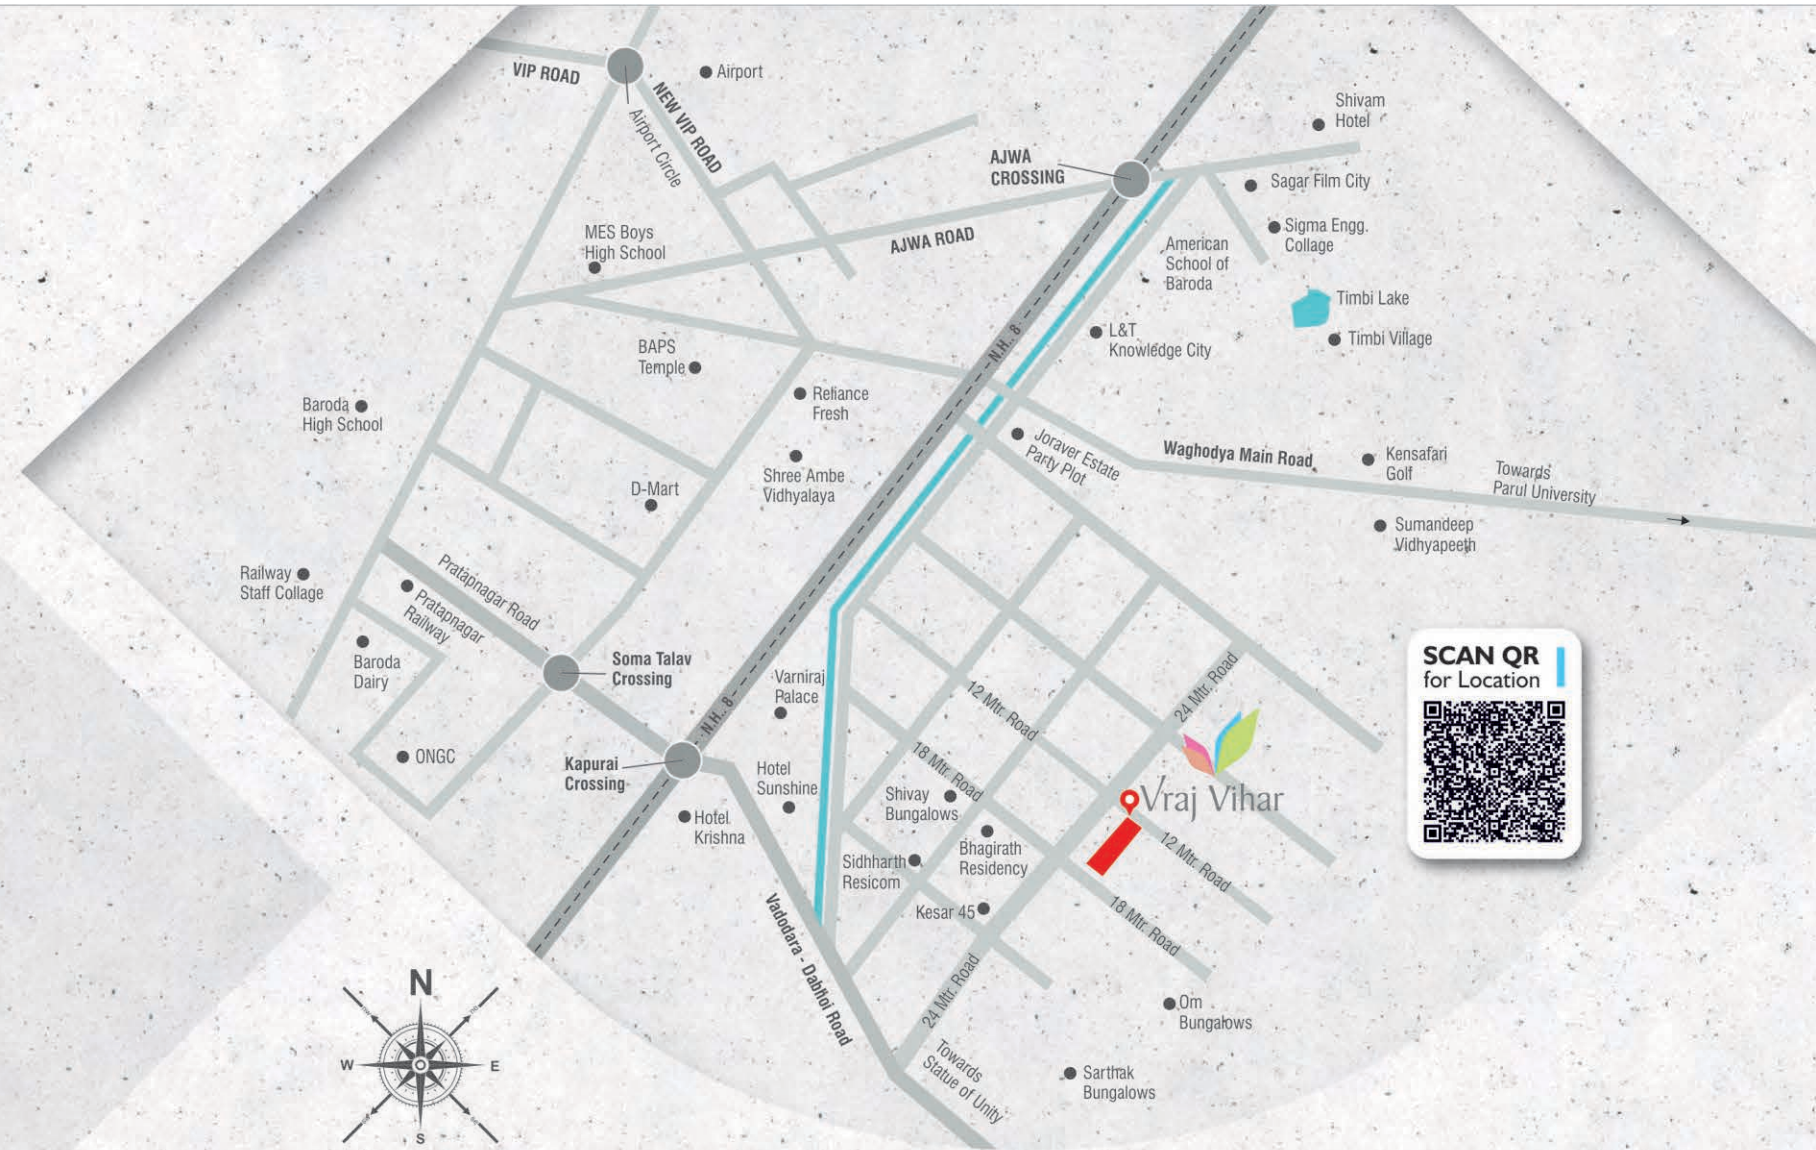 VIP ROAD
Airport
NEW VIP ROAD
Airport Circle
Shivam
Hotel
AJWA
CROSSING
Sagar Film City
MES Boys
High School
AJWA ROAD
Sigma Engg.
Collage
American
School of
Baroda
Timbi Lake
Timbi Village
L&T
Knowledge City
N.H.. 8
BAPS
Temple
Reliance
Fresh
Baroda
High School
Joraver Estate
Party Plot
Waghodya Main Road
Kensafari
Golf
Towards
Parul University
Shree Ambe
Vidhyalaya
D-Mart
Sumandeep
Vidhyapeeth
Railway
Staff Collage
Pratapnagar Road
Pratapnagar
Railway
Baroda
Dairy
Soma Talav
Crossing
Varniraj
Palace
N.H.. 8
12 Mtr. Road
24 Mtr. Road
SCAN QR
for Location
ONGC
Kapurai
Crossing
Hotel
Sunshine
18 Mtr. Road
Shivay
Bungalows
Vraj Vihar
Hotel
Krishna
Bhagirath
Residency
12 Mtr. Road
Sidhharth
Resicom
Kesar 45
18 Mtr. Road
Vadodara - Dabhoi Road
24 Mtr. Road
Om
Bungalows
Towards
Statue of Unity
Sarthak
Bungalows
N
W
E
S